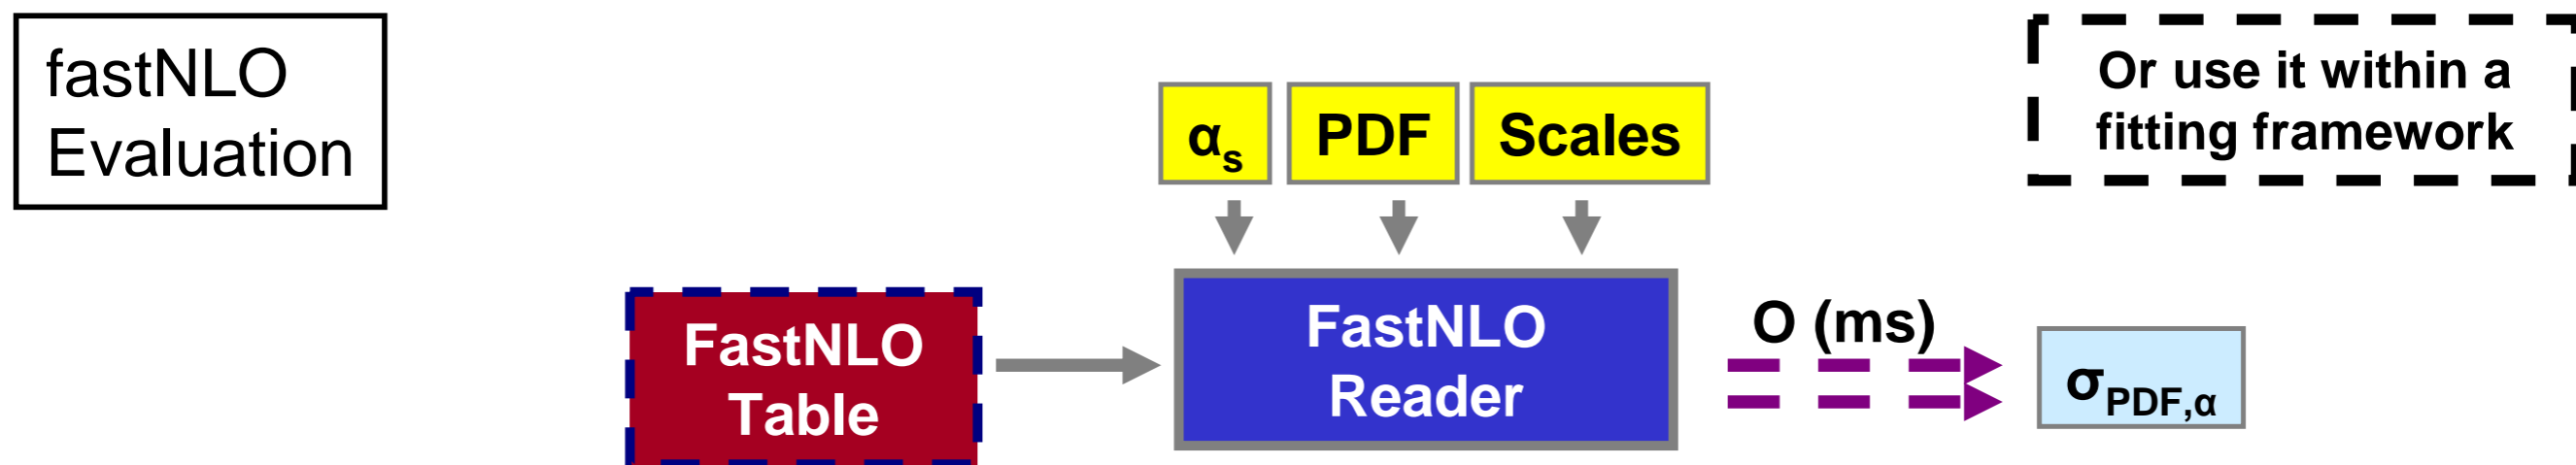 fastNLO
Evaluation
αs PDF Scales
Or use it within a
fitting framework
FastNLO
Table
FastNLO
Reader
O (ms)
σPDF,α